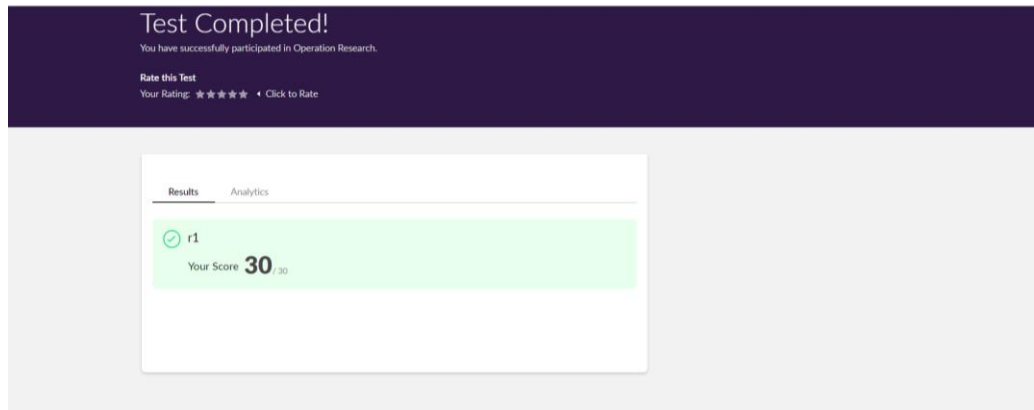 Test Completed!
You have successfully participated in Operation Research.
Rate this Test
Your Rating: ★★★★★ ◂ Click to Rate
Results Analytics
r1
Your Score 30 / 30